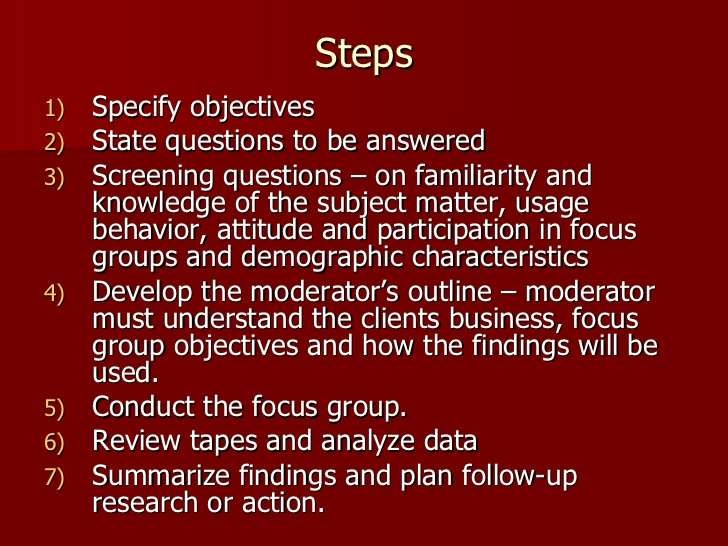 Steps
1) Specify objectives
2) State questions to be answered
3) Screening questions – on familiarity and
knowledge of the subject matter, usage
behavior, attitude and participation in focus
groups and demographic characteristics
4) Develop the moderator’s outline – moderator
must understand the clients business, focus
group objectives and how the findings will be
used.
5) Conduct the focus group.
6) Review tapes and analyze data
7) Summarize findings and plan follow-up
research or action.